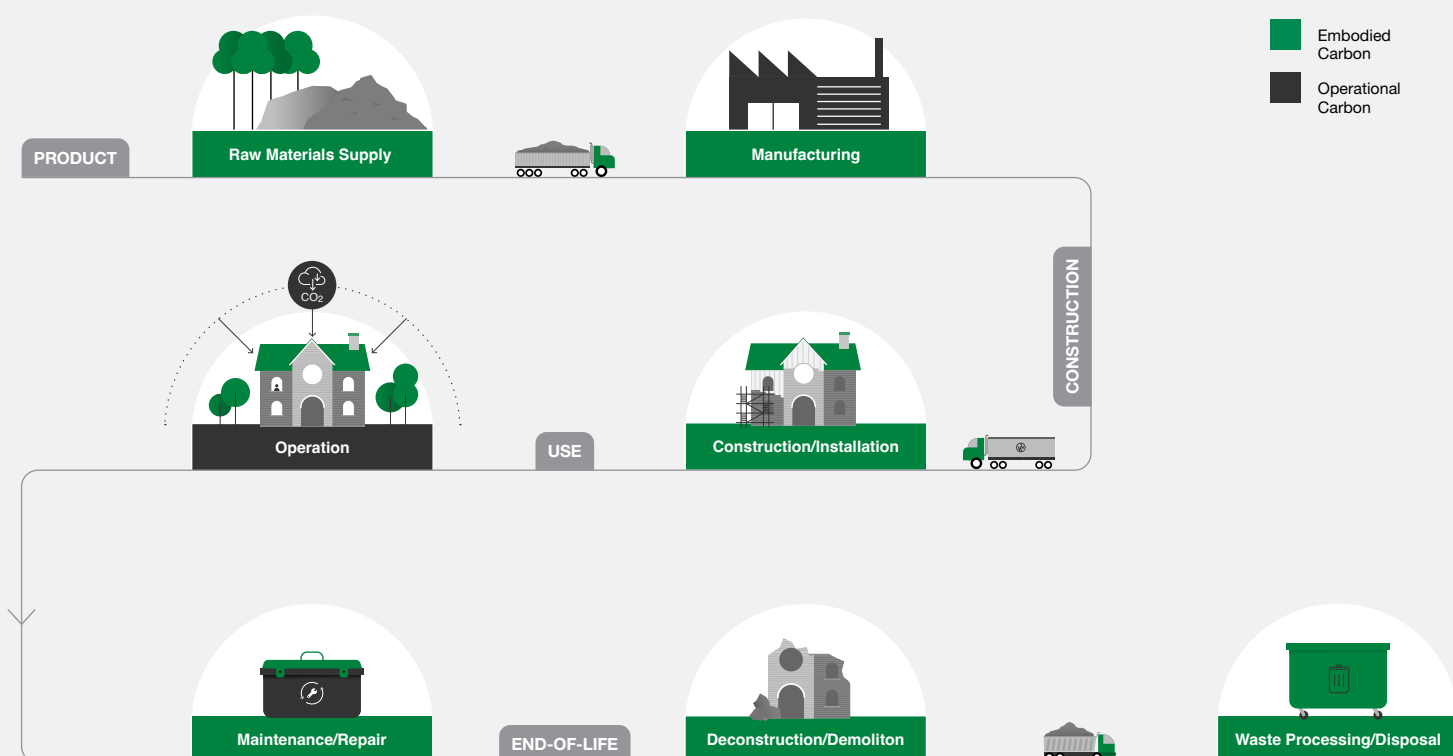 Embodied
Carbon
Operational
Carbon
PRODUCT
Raw Materials Supply
Manufacturing
CONSTRUCTION
CO₂
Operation
USE
Construction/Installation
Maintenance/Repair
END-OF-LIFE
Deconstruction/Demoliton
Waste Processing/Disposal